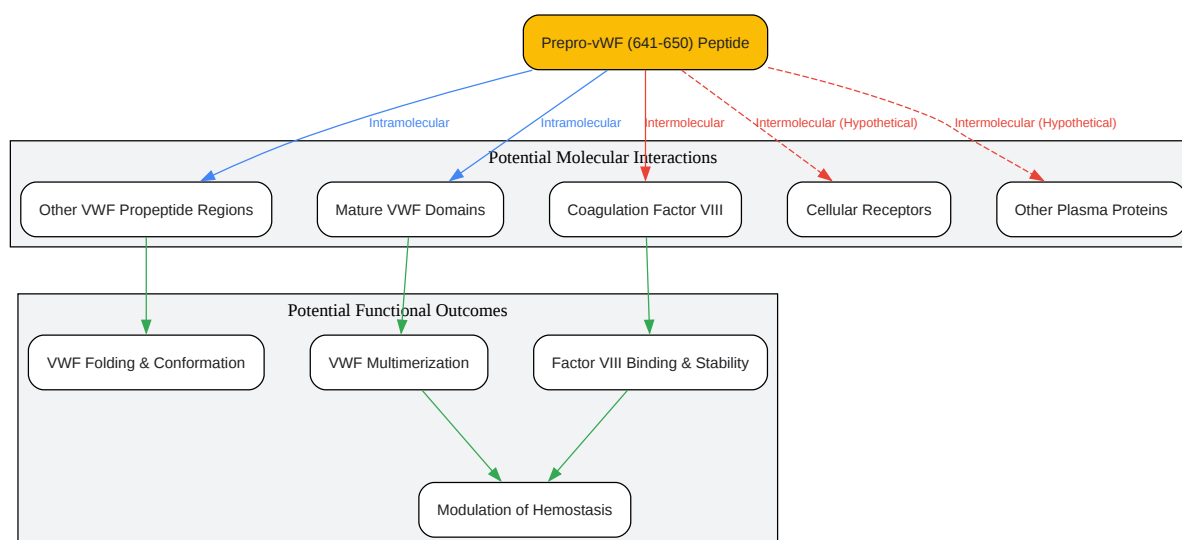 Prepro-vWF (641-650) Peptide
Intramolecular
Intramolecular
Intermolecular
Intermolecular (Hypothetical)
Intermolecular (Hypothetical)
Potential Molecular Interactions
Other VWF Propeptide Regions
Mature VWF Domains
Coagulation Factor VIII
Cellular Receptors
Other Plasma Proteins
Potential Functional Outcomes
VWF Folding & Conformation
VWF Multimerization
Factor VIII Binding & Stability
Modulation of Hemostasis